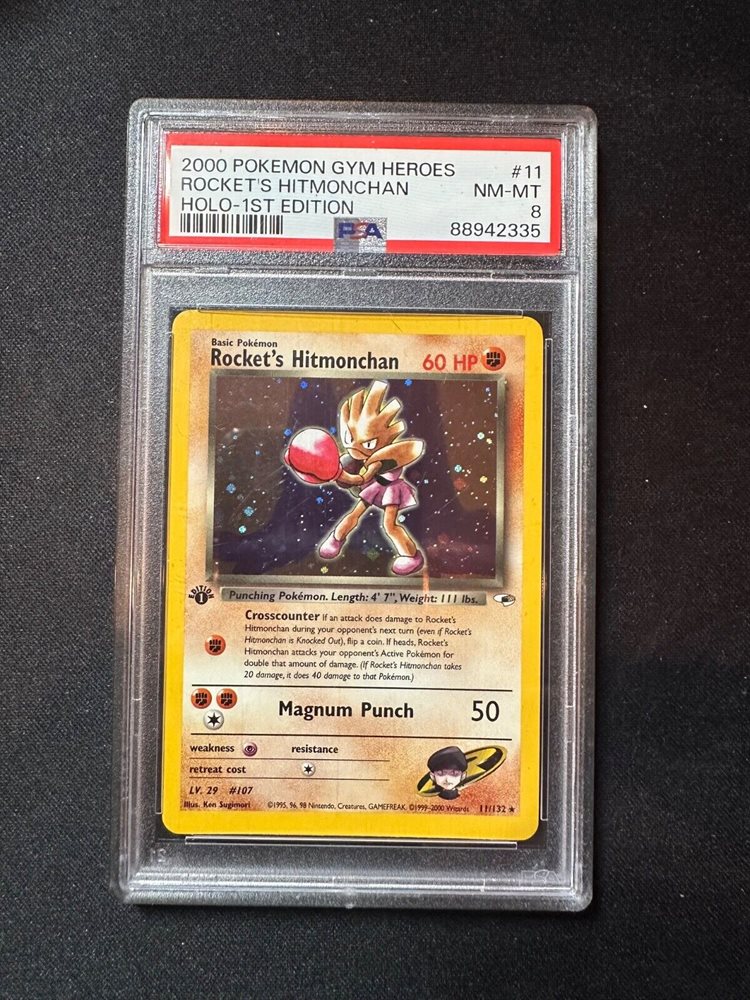 2000 POKEMON GYM HEROES #11
ROCKET'S HITMONCHAN NM-MT
HOLO-1ST EDITION 8
PSA 88942335
Basic Pokémon
Rocket's Hitmonchan 60 HP
EDITION 1
Punching Pokémon. Length: 4' 7", Weight: 111 lbs.
Crosscounter If an attack does damage to Rocket's
Hitmonchan during your opponent's next turn (even if Rocket's
Hitmonchan is Knocked Out), flip a coin. If heads, Rocket's
Hitmonchan attacks your opponent's Active Pokémon for
double that amount of damage. (If Rocket's Hitmonchan takes
20 damage, it does 40 damage to that Pokémon.)
Magnum Punch 50
weakness resistance
retreat cost
LV. 29 #107
Illus. Ken Sugimori ©1995, 96, 98 Nintendo, Creatures, GAMEFREAK. ©1999-2000 Wizards 11/132 ★